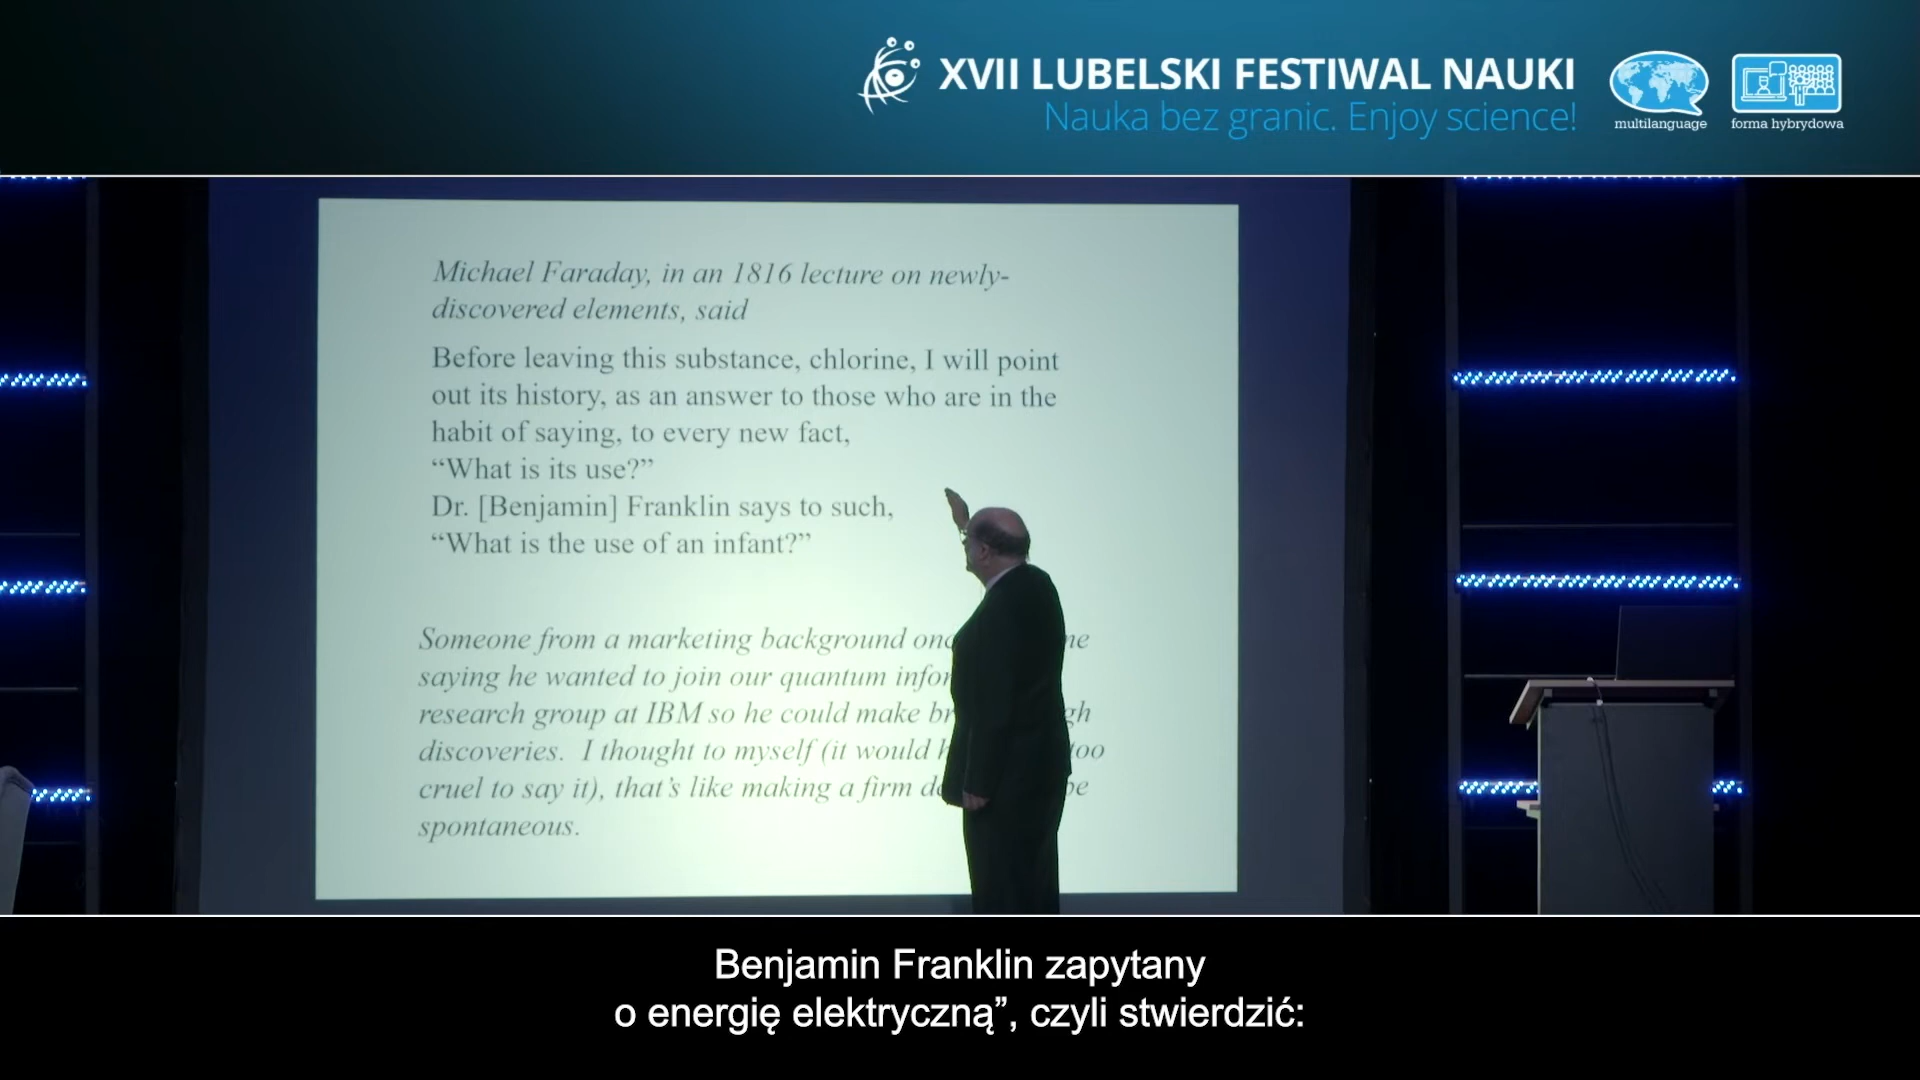 XVII LUBELSKI FESTIWAL NAUKI
Nauka bez granic. Enjoy science!
multilanguage
forma hybrydowa
Michael Faraday, in an 1816 lecture on newly-
discovered elements, said
Before leaving this substance, chlorine, I will point
out its history, as an answer to those who are in the
habit of saying, to every new fact,
“What is its use?”
Dr. [Benjamin] Franklin says to such,
“What is the use of an infant?”
Someone from a marketing background
saying he wanted to join our quantum
research group at IBM so he could make
discoveries. I thought to myself (it would too
cruel to say it), that’s like making a firm
spontaneous.
Benjamin Franklin zapytany
o energię elektryczną”, czyli stwierdzić: